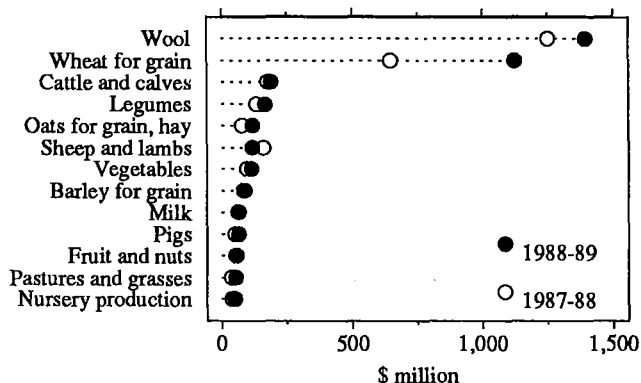 Wool
Wheat for grain
Cattle and calves
Legumes
Oats for grain, hay
Sheep and lambs
Vegetables
Barley for grain
Milk
Pigs
Fruit and nuts
Pastures and grasses
Nursery production
1988-89
1987-88
0 500 1,000 1,500
$ million